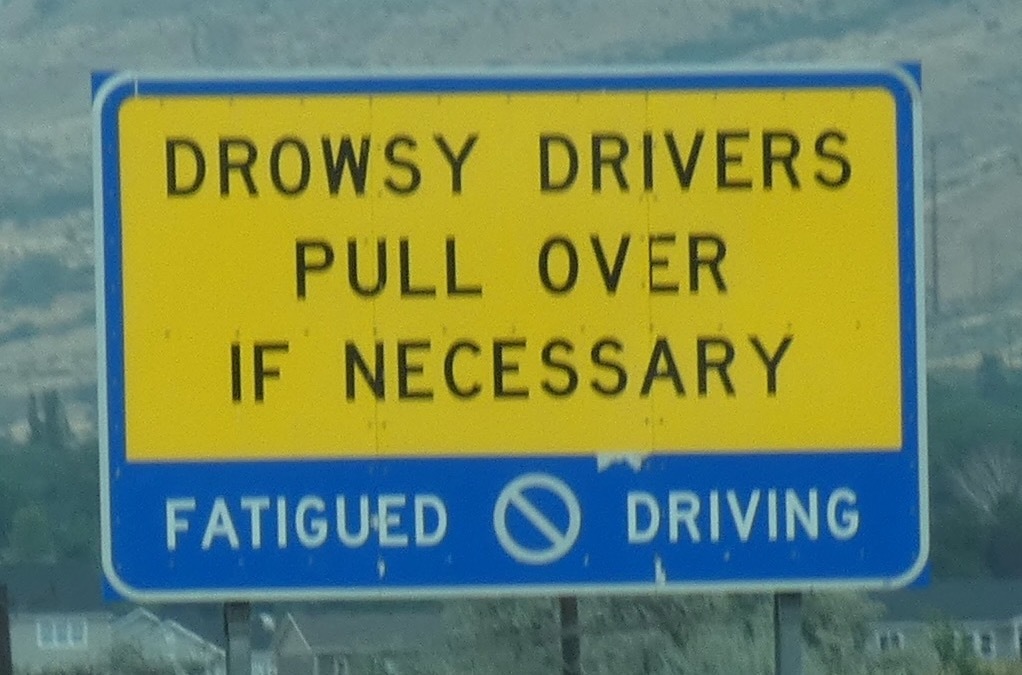 DROWSY DRIVERS
PULL OVER
IF NECESSARY
FATIGUED DRIVING